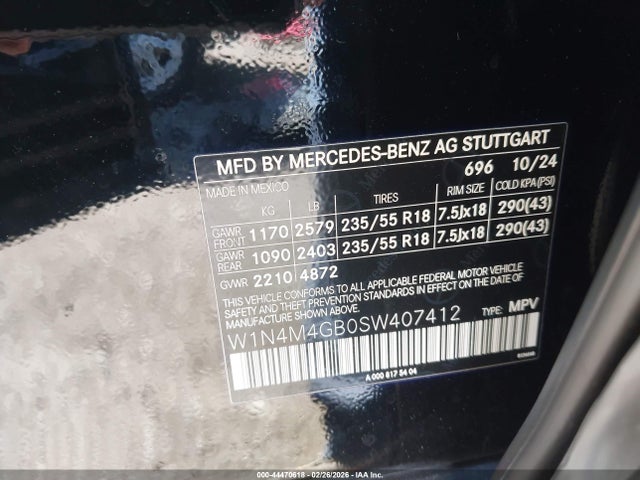 MFD BY MERCEDES-BENZ AG STUTTGART
696 10/24
MADE IN MEXICO
KG LB TIRES RIM SIZE COLD KPA(PSI)
GAWR FRONT 1170 2579 235/55 R18 7.5Jx18 290(43)
GAWR REAR 1090 2403 235/55 R18 7.5Jx18 290(43)
GVWR 2210 4872
THIS VEHICLE CONFORMS TO ALL APPLICABLE FEDERAL MOTOR VEHICLE
SAFETY AND THEFT PREVENTION STANDARDS IN EFFECT ON THE DATE OF
MANUFACTURE SHOWN ABOVE.
W1N4M4GB0SW407412 TYPE: MPV
A 000 817 54 04
000-44470618 02/26/2026 IAA Inc.